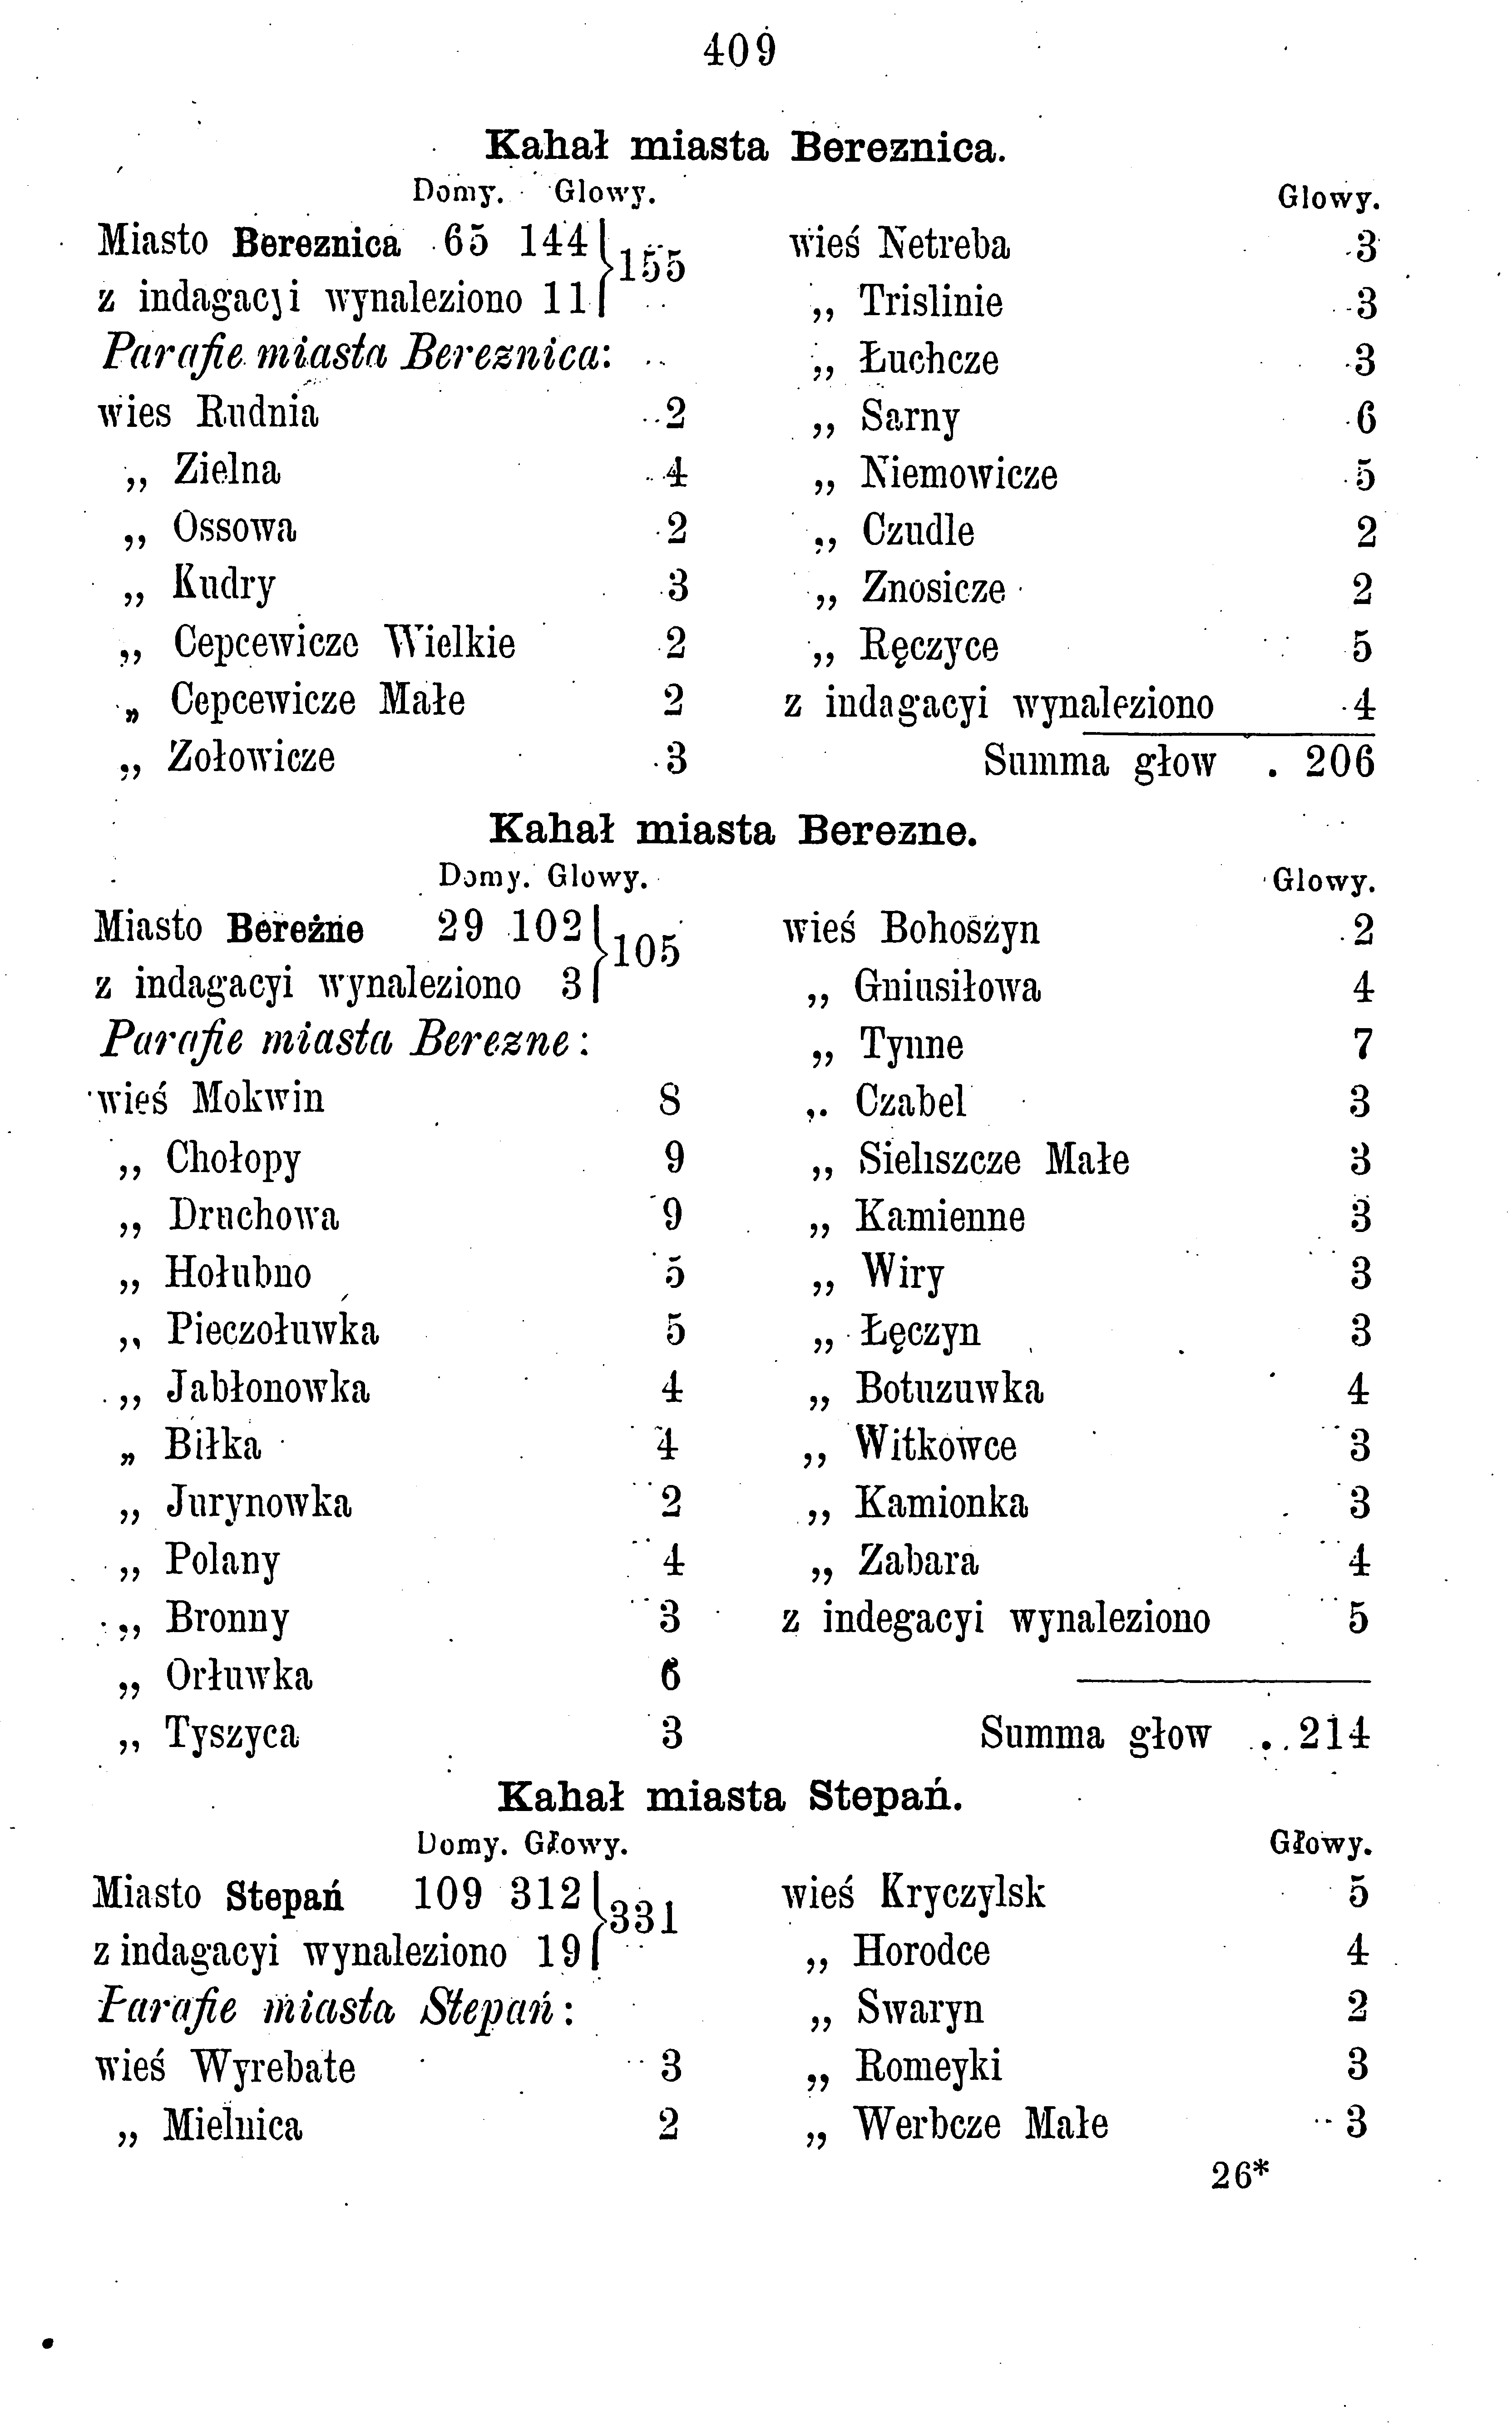 409
Kahał miasta Bereznica.
Domy. Glowy.
Miasto Bereznica 65 144 } 155
z indagacyi wynaleziono 11
Parafie miasta Bereznica:
wies Rudnia 2
„ Zielna 4
„ Ossowa 2
„ Kudry 3
„ Cepcewicze Wielkie 2
„ Cepcewicze Małe 2
„ Zołowicze 3
Glowy.
wieś Netreba 3
„ Trislinie 3
„ Łuchcze 3
„ Sarny 6
„ Niemowicze 5
„ Czudle 2
„ Znosicze 2
„ Ręczyce 5
z indagacyi wynaleziono 4
Summa głow . 206
Kahał miasta Berezne.
Domy. Glowy.
Miasto Bereżne 29 102 } 105
z indagacyi wynaleziono 3
Parafie miasta Berezne:
wieś Mokwin 8
„ Chołopy 9
„ Druchowa 9
„ Hołubno 5
„ Pieczołuwka 5
„ Jabłonowka 4
„ Biłka 4
„ Jurynowka 2
„ Polany 4
„ Bronny 3
„ Orłuwka 6
„ Tyszyca 3
Glowy.
wieś Bohoszyn 2
„ Gniusiłowa 4
„ Tynne 7
„ Czabel 3
„ Sieliszcze Małe 3
„ Kamienne 3
„ Wiry 3
„ Łęczyn 3
„ Botuzuwka 4
„ Witkowce 3
„ Kamionka 3
„ Zabara 4
z indegacyi wynaleziono 5
Summa głow . . 214
Kahał miasta Stepań.
Domy. Głowy.
Miasto Stepań 109 312 } 331
z indagacyi wynaleziono 19
Parafie miasta Stepań:
wieś Wyrebate 3
„ Mielnica 2
Głowy.
wieś Kryczylsk 5
„ Horodce 4
„ Swaryn 2
„ Romeyki 3
„ Werbcze Małe 3
26*